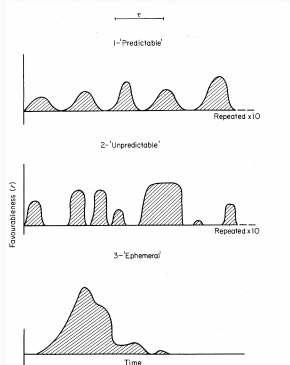 τ
1-'Predictable'
Repeated x10
2-'Unpredictable'
Repeated x10
Favourableness (r)
3-'Ephemeral'
Time